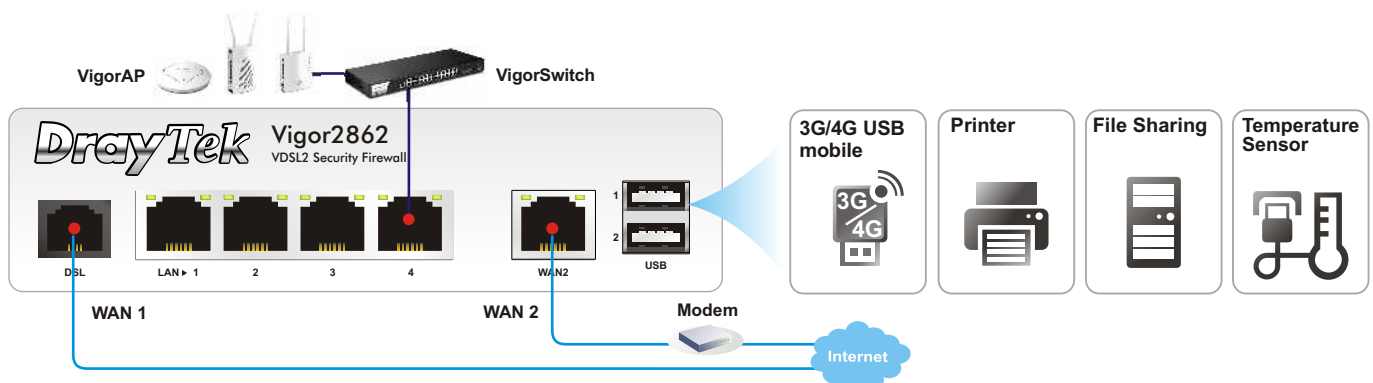 VigorAP
VigorSwitch
DrayTek
Vigor2862
VDSL2 Security Firewall
DSL
LAN▶ 1
2
3
4
WAN2
1
2
USB
WAN 1
WAN 2
Modem
Internet
3G/4G USB
mobile
3G
4G
Printer
File Sharing
Temperature
Sensor